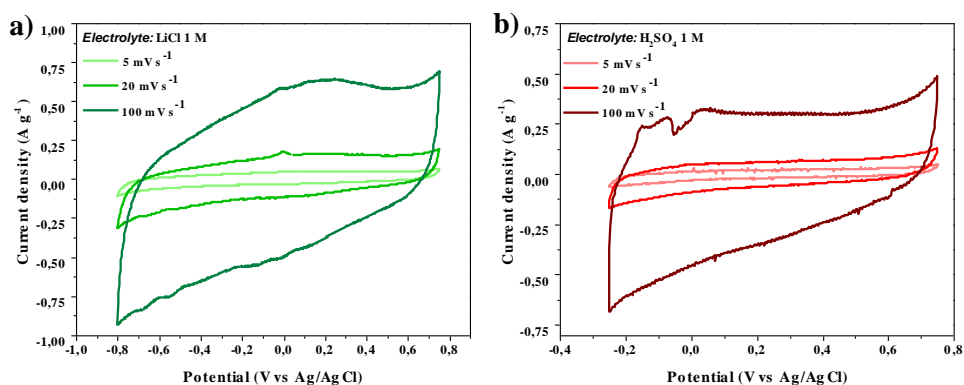 a)
Electrolyte: LiCl 1 M
5 mV s-1
20 mV s-1
100 mV s-1
1,00
0,75
0,50
0,25
0,00
-0,25
-0,50
-0,75
-1,00
Current density (A g-1)
-1,0 -0,8 -0,6 -0,4 -0,2 0,0 0,2 0,4 0,6 0,8
Potential (V vs Ag/AgCl)
b)
Electrolyte: H2SO4 1 M
5 mV s-1
20 mV s-1
100 mV s-1
0,75
0,50
0,25
0,00
-0,25
-0,50
-0,75
Current density (A g-1)
-0,4 -0,2 0,0 0,2 0,4 0,6 0,8
Potential (V vs Ag/AgCl)